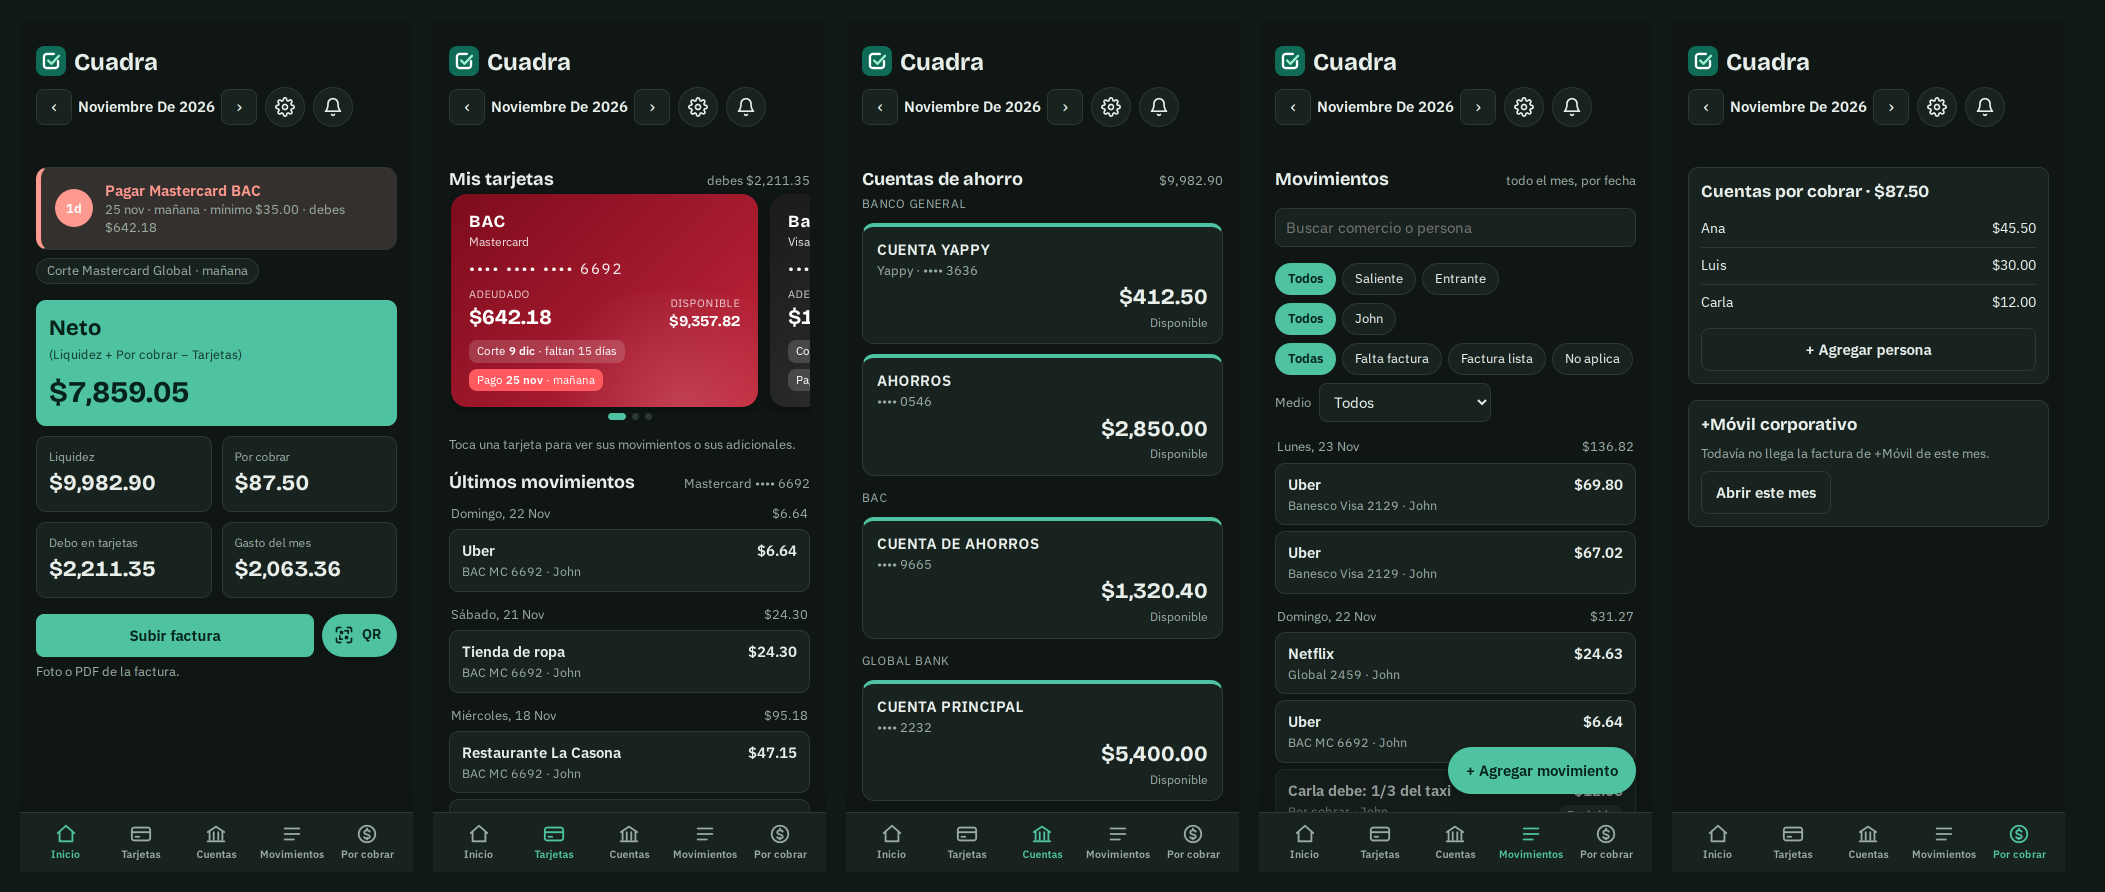 Cuadra
Noviembre De 2026
Pagar Mastercard BAC
1d
25 nov · mañana · mínimo $35.00 · debes
$642.18
Corte Mastercard Global · mañana
Neto
(Liquidez + Por cobrar – Tarjetas)
$7,859.05
Liquidez
$9,982.90
Por cobrar
$87.50
Debo en tarjetas
$2,211.35
Gasto del mes
$2,063.36
Subir factura
QR
Foto o PDF de la factura.
Inicio
Tarjetas
Cuentas
Movimientos
Por cobrar
Cuadra
Noviembre De 2026
Mis tarjetas
debes $2,211.35
BAC
Mastercard
•••• •••• •••• 6692
ADEUDADO
$642.18
DISPONIBLE
$9,357.82
Corte 9 dic · faltan 15 días
Pago 25 nov · mañana
Ba
Visa
•••
ADE
$1
Co
Pa
Toca una tarjeta para ver sus movimientos o sus adicionales.
Últimos movimientos
Mastercard •••• 6692
Domingo, 22 Nov
$6.64
Uber
$6.64
BAC MC 6692 · John
Sábado, 21 Nov
$24.30
Tienda de ropa
$24.30
BAC MC 6692 · John
Miércoles, 18 Nov
$95.18
Restaurante La Casona
$47.15
BAC MC 6692 · John
Inicio
Tarjetas
Cuentas
Movimientos
Por cobrar
Cuadra
Noviembre De 2026
Cuentas de ahorro
$9,982.90
BANCO GENERAL
CUENTA YAPPY
Yappy · •••• 3636
$412.50
Disponible
AHORROS
•••• 0546
$2,850.00
Disponible
BAC
CUENTA DE AHORROS
•••• 9665
$1,320.40
Disponible
GLOBAL BANK
CUENTA PRINCIPAL
•••• 2232
$5,400.00
Disponible
Inicio
Tarjetas
Cuentas
Movimientos
Por cobrar
Cuadra
Noviembre De 2026
Movimientos
todo el mes, por fecha
Buscar comercio o persona
Todos
Saliente
Entrante
Todos
John
Todas
Falta factura
Factura lista
No aplica
Medio
Todos
Lunes, 23 Nov
$136.82
Uber
$69.80
Banesco Visa 2129 · John
Uber
$67.02
Banesco Visa 2129 · John
Domingo, 22 Nov
$31.27
Netflix
$24.63
Global 2459 · John
Uber
$6.64
BAC MC 6692 · John
+ Agregar movimiento
Carla debe: 1/3 del taxi
Por cobrar · John
Inicio
Tarjetas
Cuentas
Movimientos
Por cobrar
Cuadra
Noviembre De 2026
Cuentas por cobrar · $87.50
Ana
$45.50
Luis
$30.00
Carla
$12.00
+ Agregar persona
+Móvil corporativo
Todavía no llega la factura de +Móvil de este mes.
Abrir este mes
Inicio
Tarjetas
Cuentas
Movimientos
Por cobrar